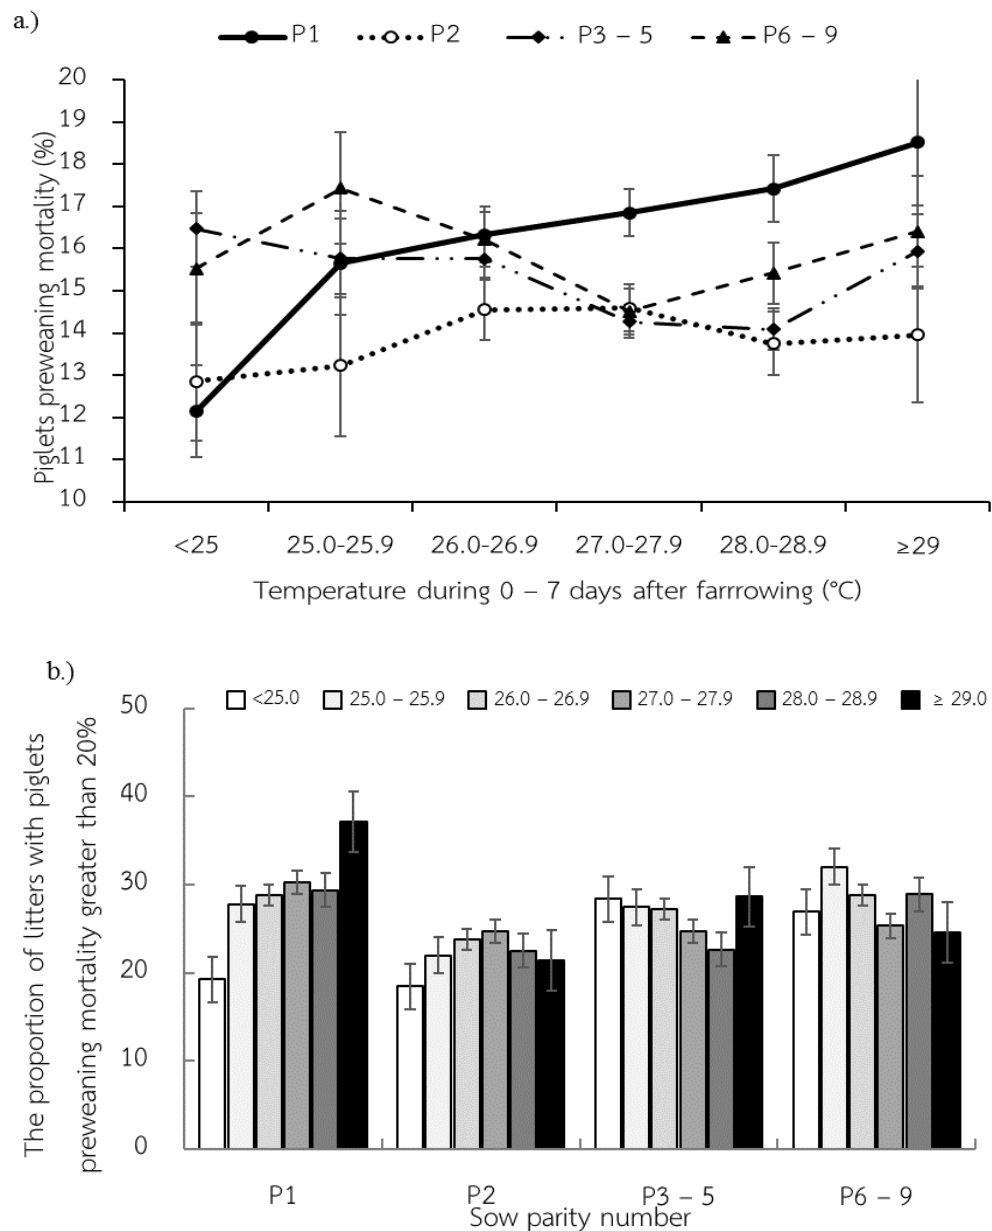 a.)
P1 P2 P3 – 5 P6 – 9
Piglets preweaning mortality (%)
20
19
18
17
16
15
14
13
12
11
10
<25 25.0-25.9 26.0-26.9 27.0-27.9 28.0-28.9 ≥29
Temperature during 0 – 7 days after farrrowing (°C)
b.)
<25.0 25.0 – 25.9 26.0 – 26.9 27.0 – 27.9 28.0 – 28.9 ≥ 29.0
The proportion of litters with piglets
preweaning mortality greater than 20%
50
40
30
20
10
0
P1 P2 P3 – 5 P6 – 9
Sow parity number